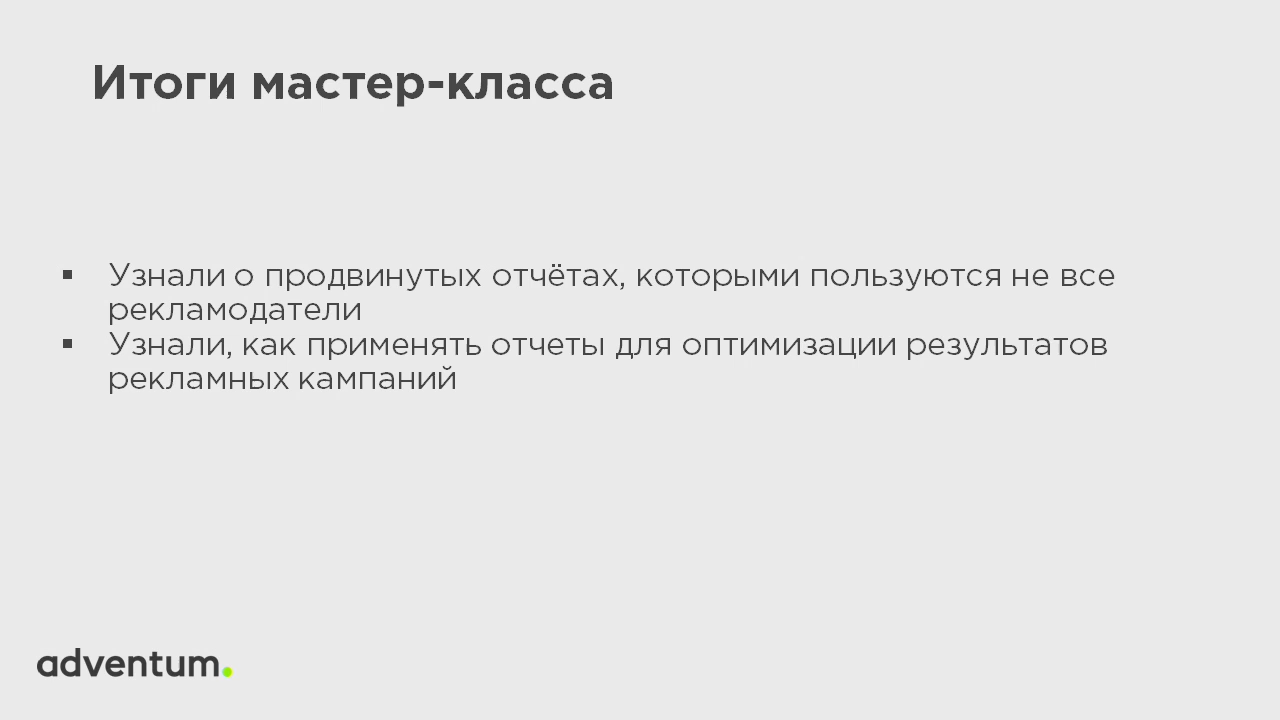 Итоги мастер-класса
▪ Узнали о продвинутых отчётах, которыми пользуются не все
рекламодатели
▪ Узнали, как применять отчеты для оптимизации результатов
рекламных кампаний
adventum.